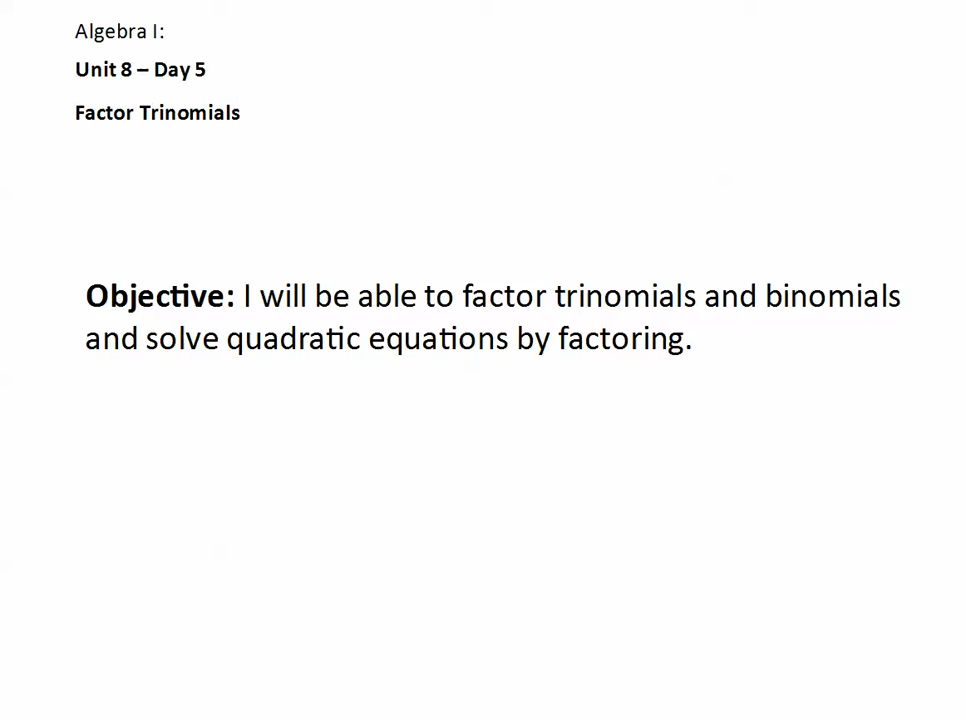 Algebra I:
Unit 8 – Day 5
Factor Trinomials
Objective: I will be able to factor trinomials and binomials
and solve quadratic equations by factoring.